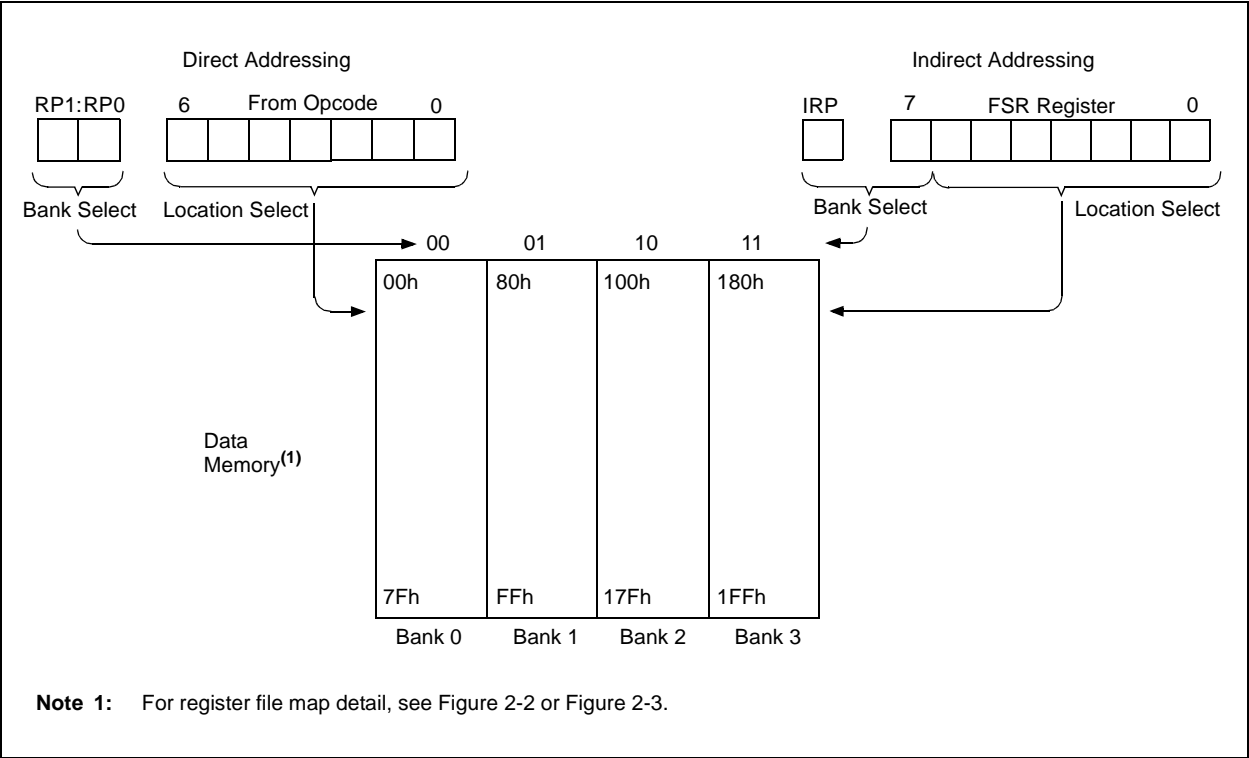 Direct Addressing Indirect Addressing
RP1:RP0 6 From Opcode 0 IRP 7 FSR Register 0
Bank Select Location Select Bank Select Location Select
00 01 10 11
00h 80h 100h 180h
Data
Memory(1)
7Fh FFh 17Fh 1FFh
Bank 0 Bank 1 Bank 2 Bank 3
Note 1: For register file map detail, see Figure 2-2 or Figure 2-3.